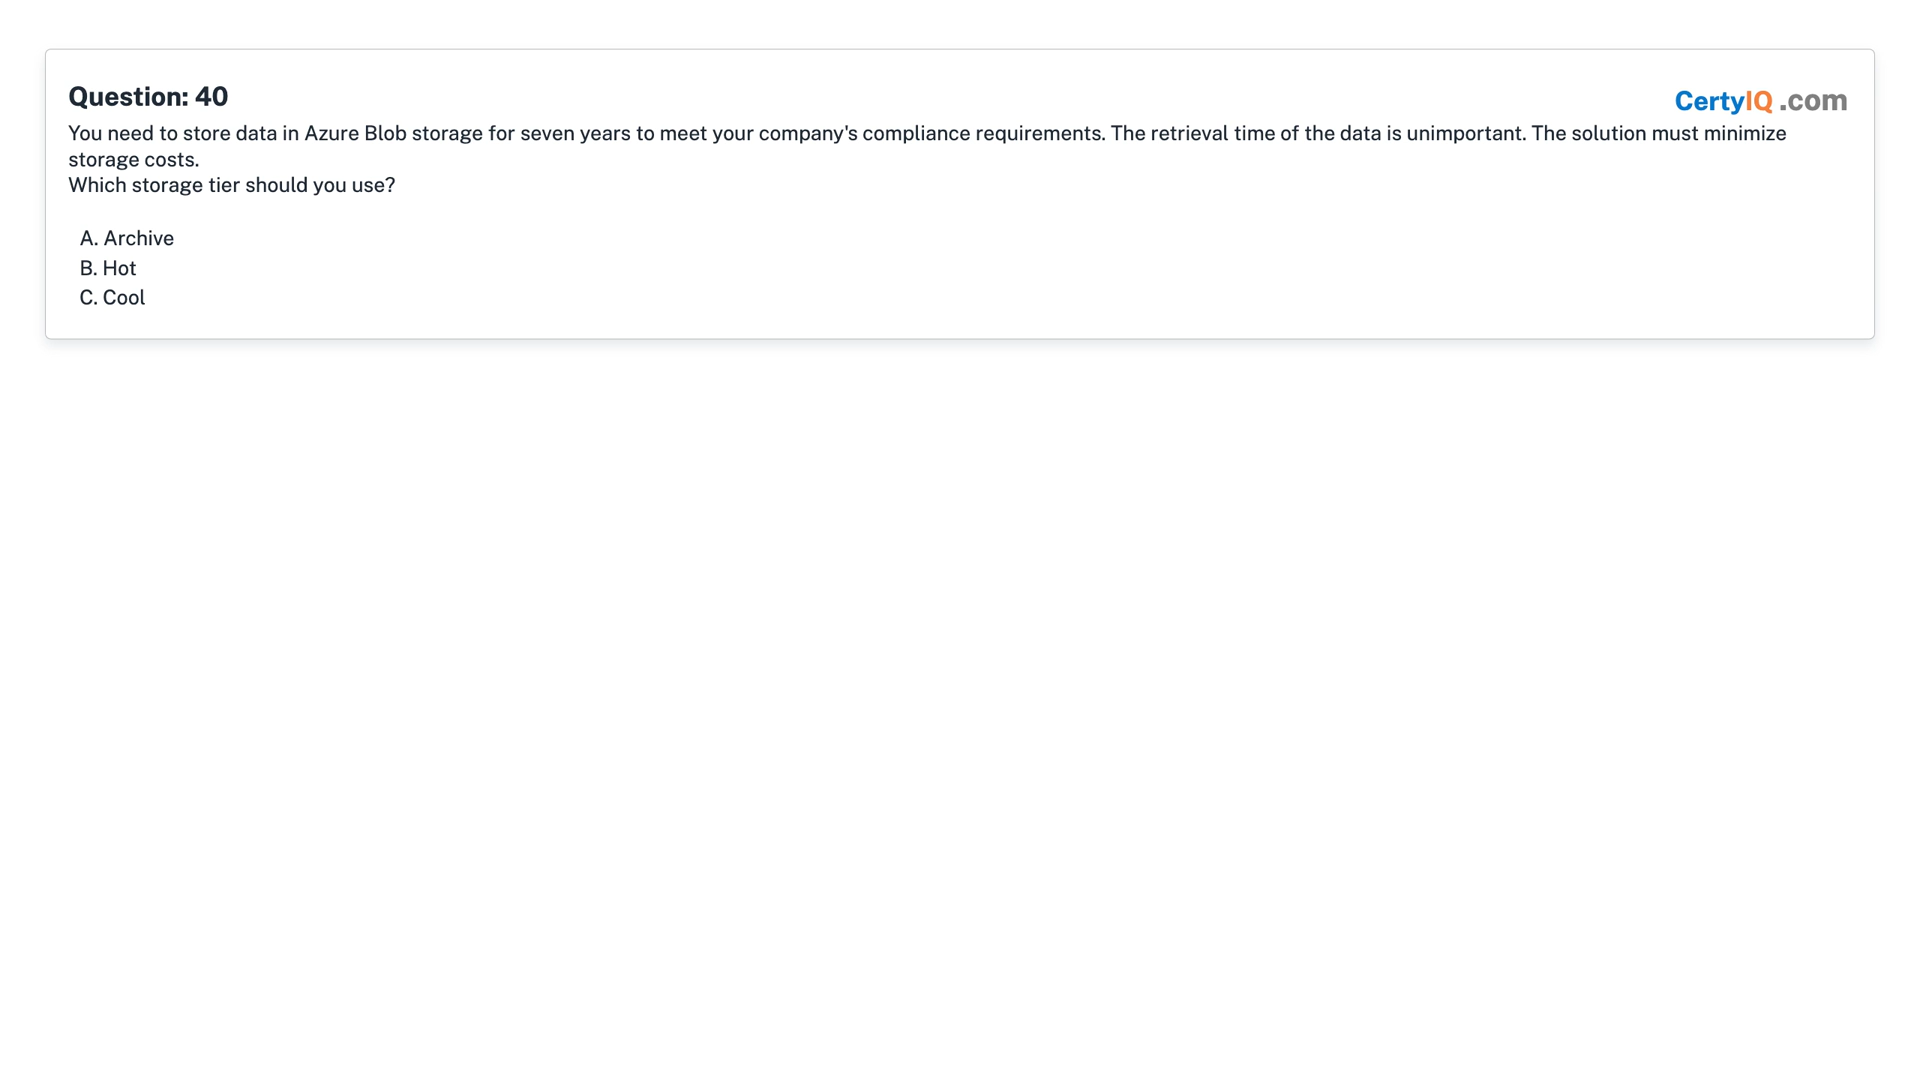 Question: 40
CertyIQ .com
You need to store data in Azure Blob storage for seven years to meet your company's compliance requirements. The retrieval time of the data is unimportant. The solution must minimize
storage costs.
Which storage tier should you use?
A. Archive
B. Hot
C. Cool